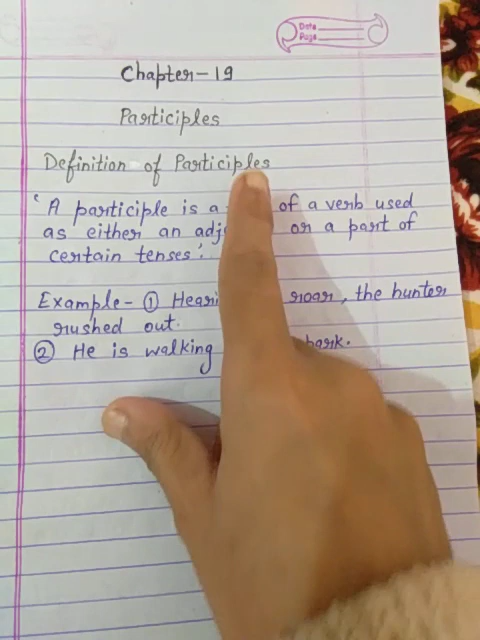 Date
Page
Chapter-19
Participles
Definition of Participles
'A participle is a of a verb used
as either an adj or a part of
certain tenses'.
Example- ① Heari roar, the hunter
rushed out.
② He is walking park.